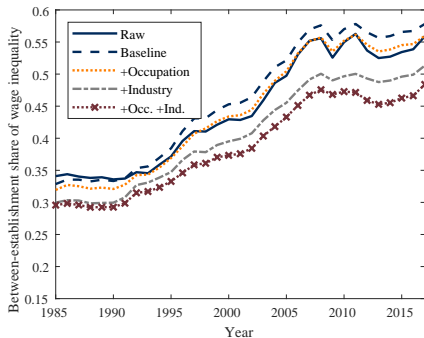 Between-establishment share of wage inequality
0.6
0.55
0.5
0.45
0.4
0.35
0.3
0.25
0.2
0.15
Raw
Baseline
+Occupation
+Industry
+Occ. +Ind.
1985 1990 1995 2000 2005 2010 2015
Year